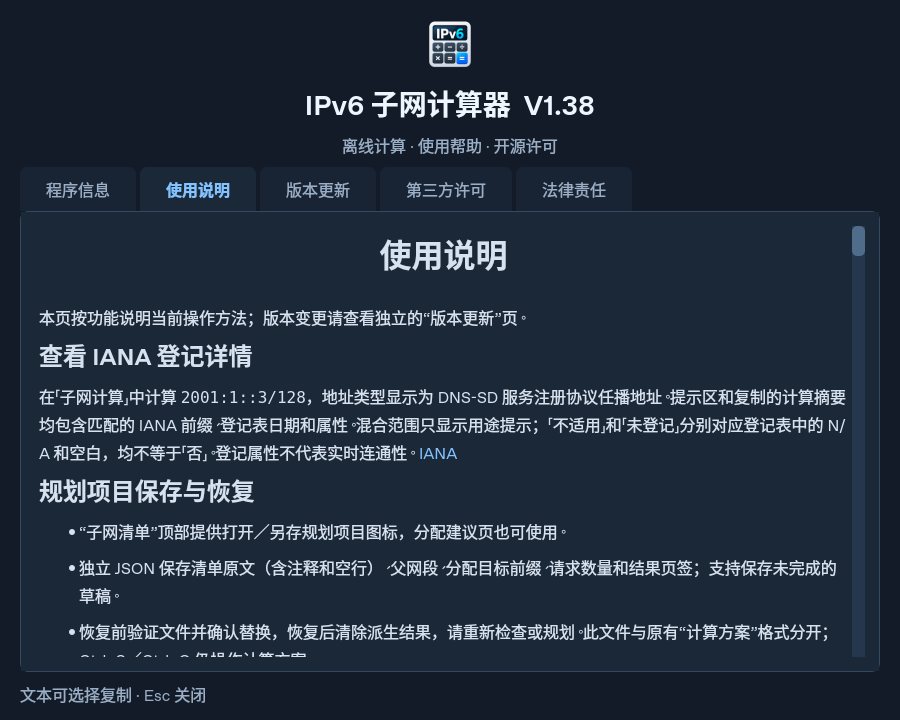 IPv6
IPv6 子网计算器 V1.38
离线计算 · 使用帮助 · 开源许可
程序信息 使用说明 版本更新 第三方许可 法律责任
使用说明
本页按功能说明当前操作方法；版本变更请查看独立的“版本更新”页。
查看 IANA 登记详情
在「子网计算」中计算 2001:1::3/128，地址类型显示为 DNS-SD 服务注册协议任播地址。提示区和复制的计算摘要
均包含匹配的 IANA 前缀、登记表日期和属性。混合范围只显示用途提示；「不适用」和「未登记」分别对应登记表中的 N/
A 和空白，均不等于「否」。登记属性不代表实时连通性。IANA
规划项目保存与恢复
• “子网清单”顶部提供打开／另存规划项目图标，分配建议页也可使用。
• 独立 JSON 保存清单原文（含注释和空行）、父网段、分配目标前缀、请求数量和结果页签；支持保存未完成的
草稿。
• 恢复前验证文件并确认替换，恢复后清除派生结果，请重新检查或规划。此文件与原有“计算方案”格式分开；
文本可选择复制 · Esc 关闭